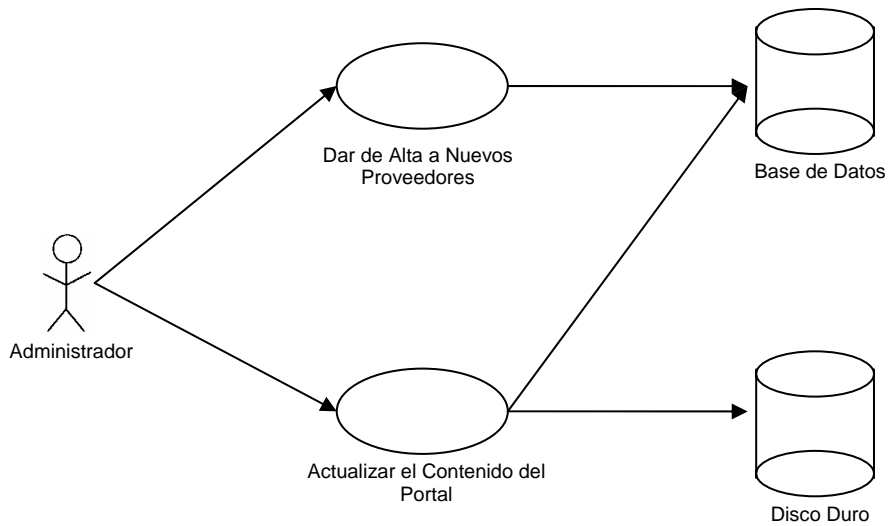 Dar de Alta a Nuevos
Proveedores
Base de Datos
Administrador
Actualizar el Contenido del
Portal
Disco Duro